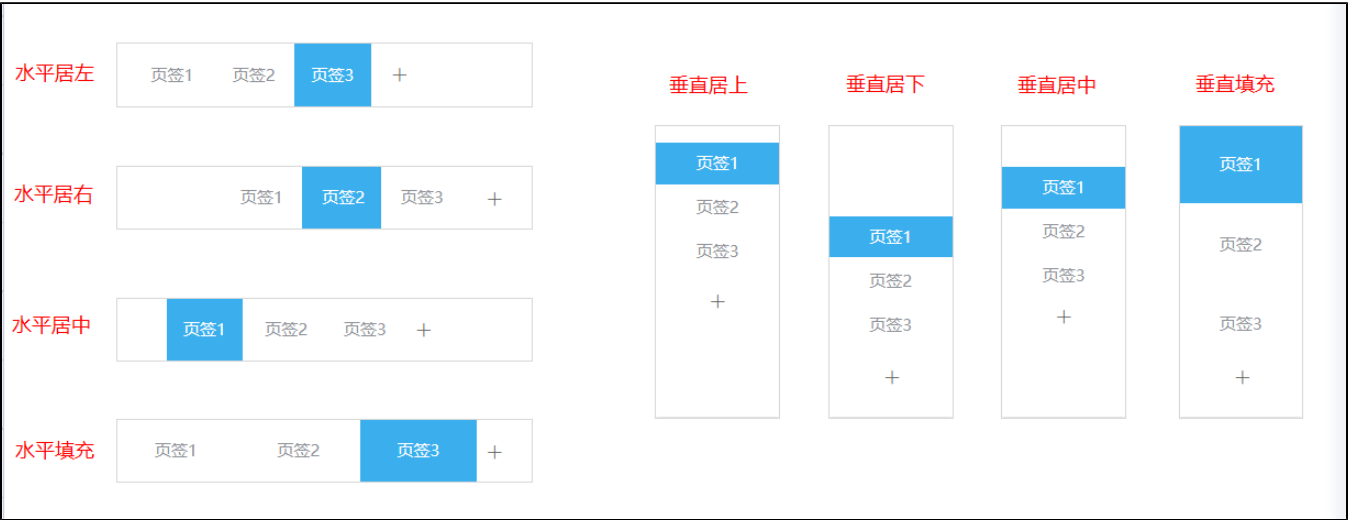 水平居左
页签1 页签2 页签3 +
水平居右
页签1 页签2 页签3 +
水平居中
页签1 页签2 页签3 +
水平填充
页签1 页签2 页签3 +
垂直居上
页签1
页签2
页签3
+
垂直居下
页签1
页签2
页签3
+
垂直居中
页签1
页签2
页签3
+
垂直填充
页签1
页签2
页签3
+